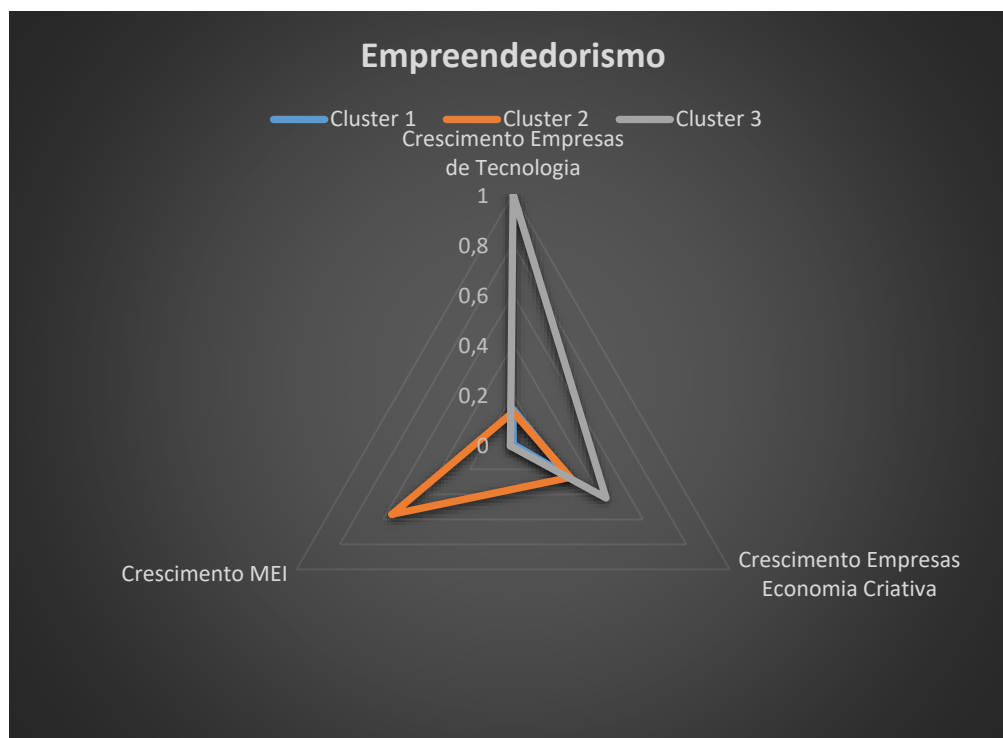 Empreendedorismo
Cluster 1 Cluster 2 Cluster 3
Crescimento Empresas
de Tecnologia
1
0,8
0,6
0,4
0,2
0
Crescimento MEI
Crescimento Empresas
Economia Criativa